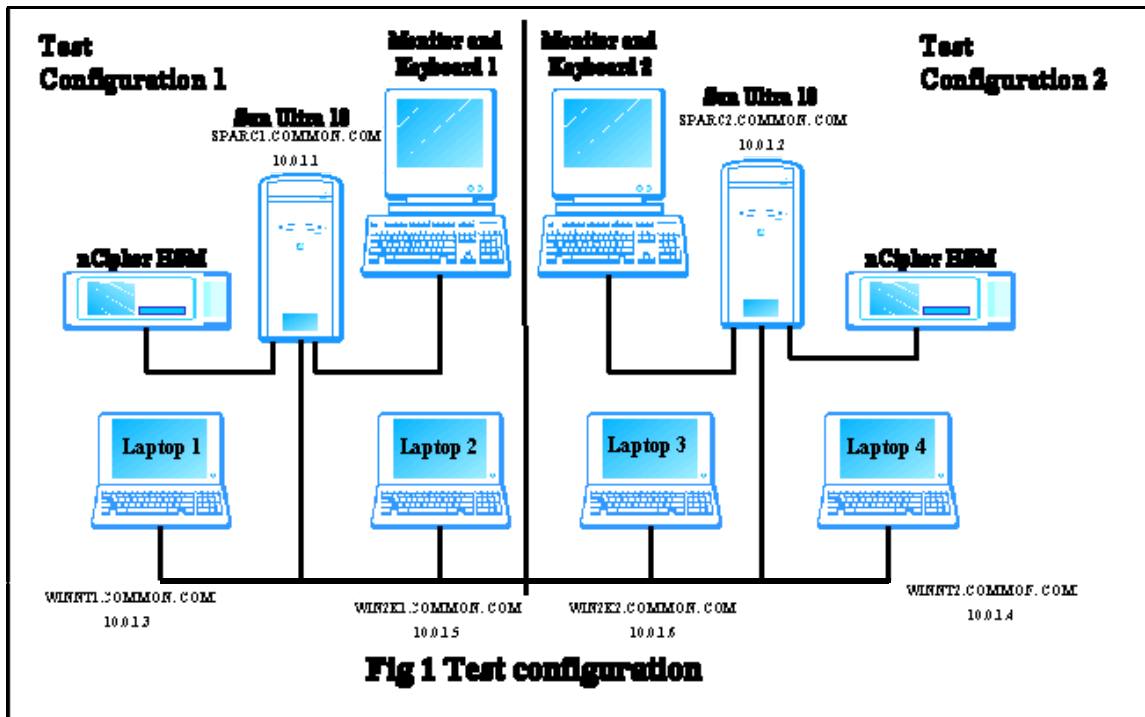 Test
Configuration 1
Monitor and
Keyboard 1
Monitor and
Keyboard 2
Test
Configuration 2
Sun Ultra 10
SPARC1.COMMON.COM
10.0.1.1
Sun Ultra 10
SPARC2.COMMON.COM
10.0.1.2
nCipher HSM
nCipher HSM
Laptop 1
Laptop 2
Laptop 3
Laptop 4
WINNT1.COMMON.COM
10.0.1.3
WIN2K1.COMMON.COM
10.0.1.5
WIN2K2.COMMON.COM
10.0.1.6
WINNT2.COMMON.COM
10.0.1.4
Fig 1 Test configuration